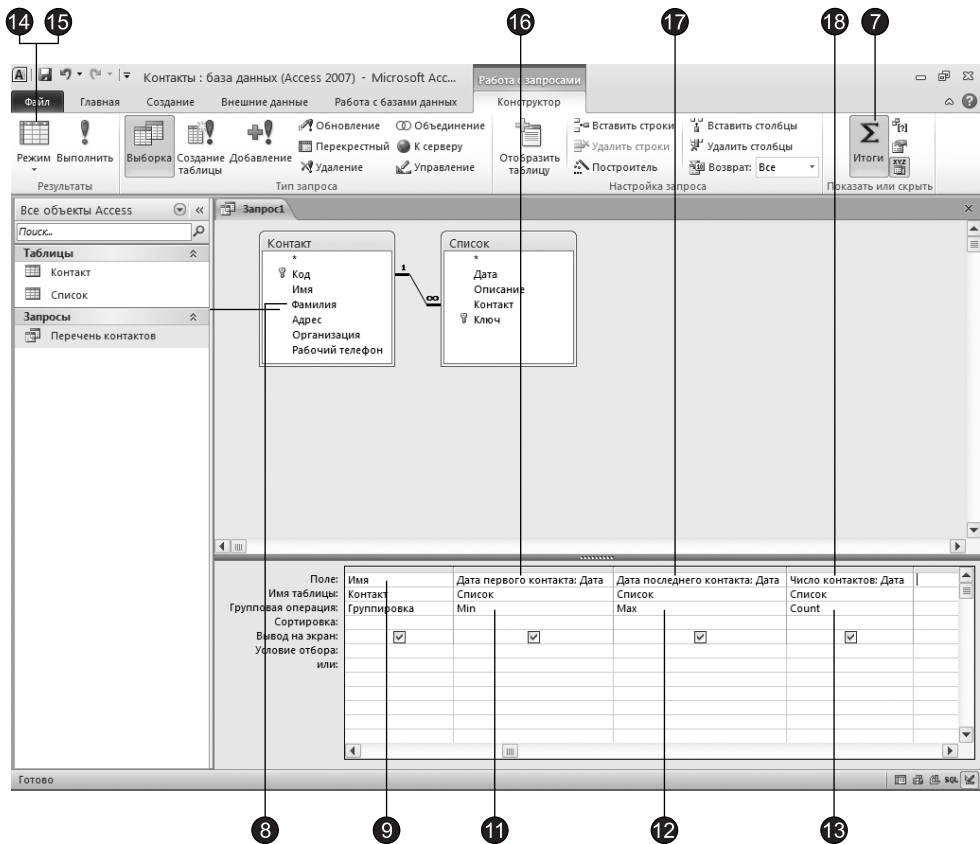 14 15 16 17 18 7
Контакты : база данных (Access 2007) - Microsoft Acc...
Работа с запросами
Файл Главная Создание Внешние данные Работа с базами данных Конструктор
Режим Выполнить Выборка Создание таблицы Добавление
Обновление Объединение
Перекрестный К серверу
Удаление Управление
Отобразить таблицу
Вставить строки
Удалить строки
Построитель
Вставить столбцы
Удалить столбцы
Возврат: Все
Итоги
Результаты Тип запроса Настройка запроса Показать или скрыть
Все объекты Access
Поиск...
Таблицы
Контакт
Список
Запросы
Перечень контактов
Запрос1
Контакт
*
Код
Имя
Фамилия
Адрес
Организация
Рабочий телефон
1 ∞
Список
*
Дата
Описание
Контакт
Ключ
Поле: Имя Дата первого контакта: Дата Дата последнего контакта: Дата Число контактов: Дата
Имя таблицы: Контакт Список Список Список
Групповая операция: Группировка Min Max Count
Сортировка:
Вывод на экран:
Условие отбора:
или:
Готово SQL
8 9 11 12 13